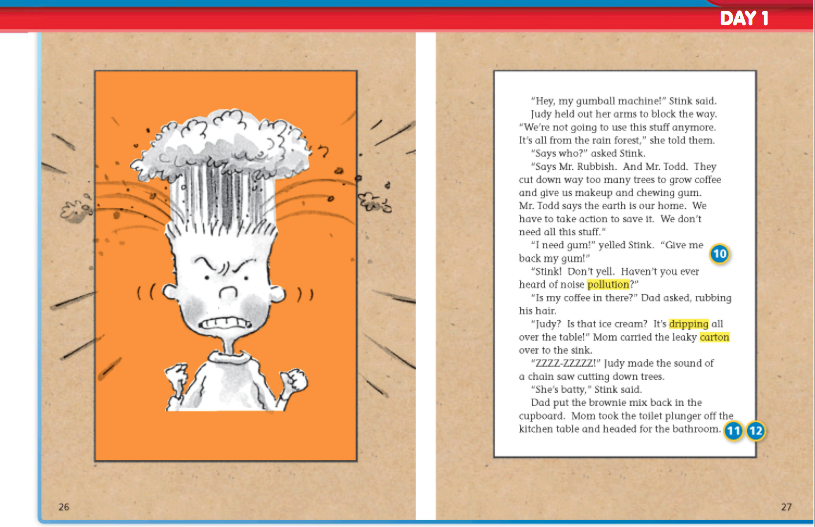 DAY 1
"Hey, my gumball machine!" Stink said.
Judy held out her arms to block the way.
"We're not going to use this stuff anymore.
It's all from the rain forest," she told them.
"Says who?" asked Stink.
"Says Mr. Rubbish. And Mr. Todd. They
cut down way too many trees to grow coffee
and give us makeup and chewing gum.
Mr. Todd says the earth is our home. We
have to take action to save it. We don't
need all this stuff."
"I need gum!" yelled Stink. "Give me
back my gum!"
10
"Stink! Don't yell. Haven't you ever
heard of noise pollution?"
"Is my coffee in there?" Dad asked, rubbing
his hair.
"Judy? Is that ice cream? It's dripping all
over the table!" Mom carried the leaky carton
over to the sink.
"ZZZZ-ZZZZZ!" Judy made the sound of
a chain saw cutting down trees.
"She's batty," Stink said.
Dad put the brownie mix back in the
cupboard. Mom took the toilet plunger off the
kitchen table and headed for the bathroom.
11 12
26
27